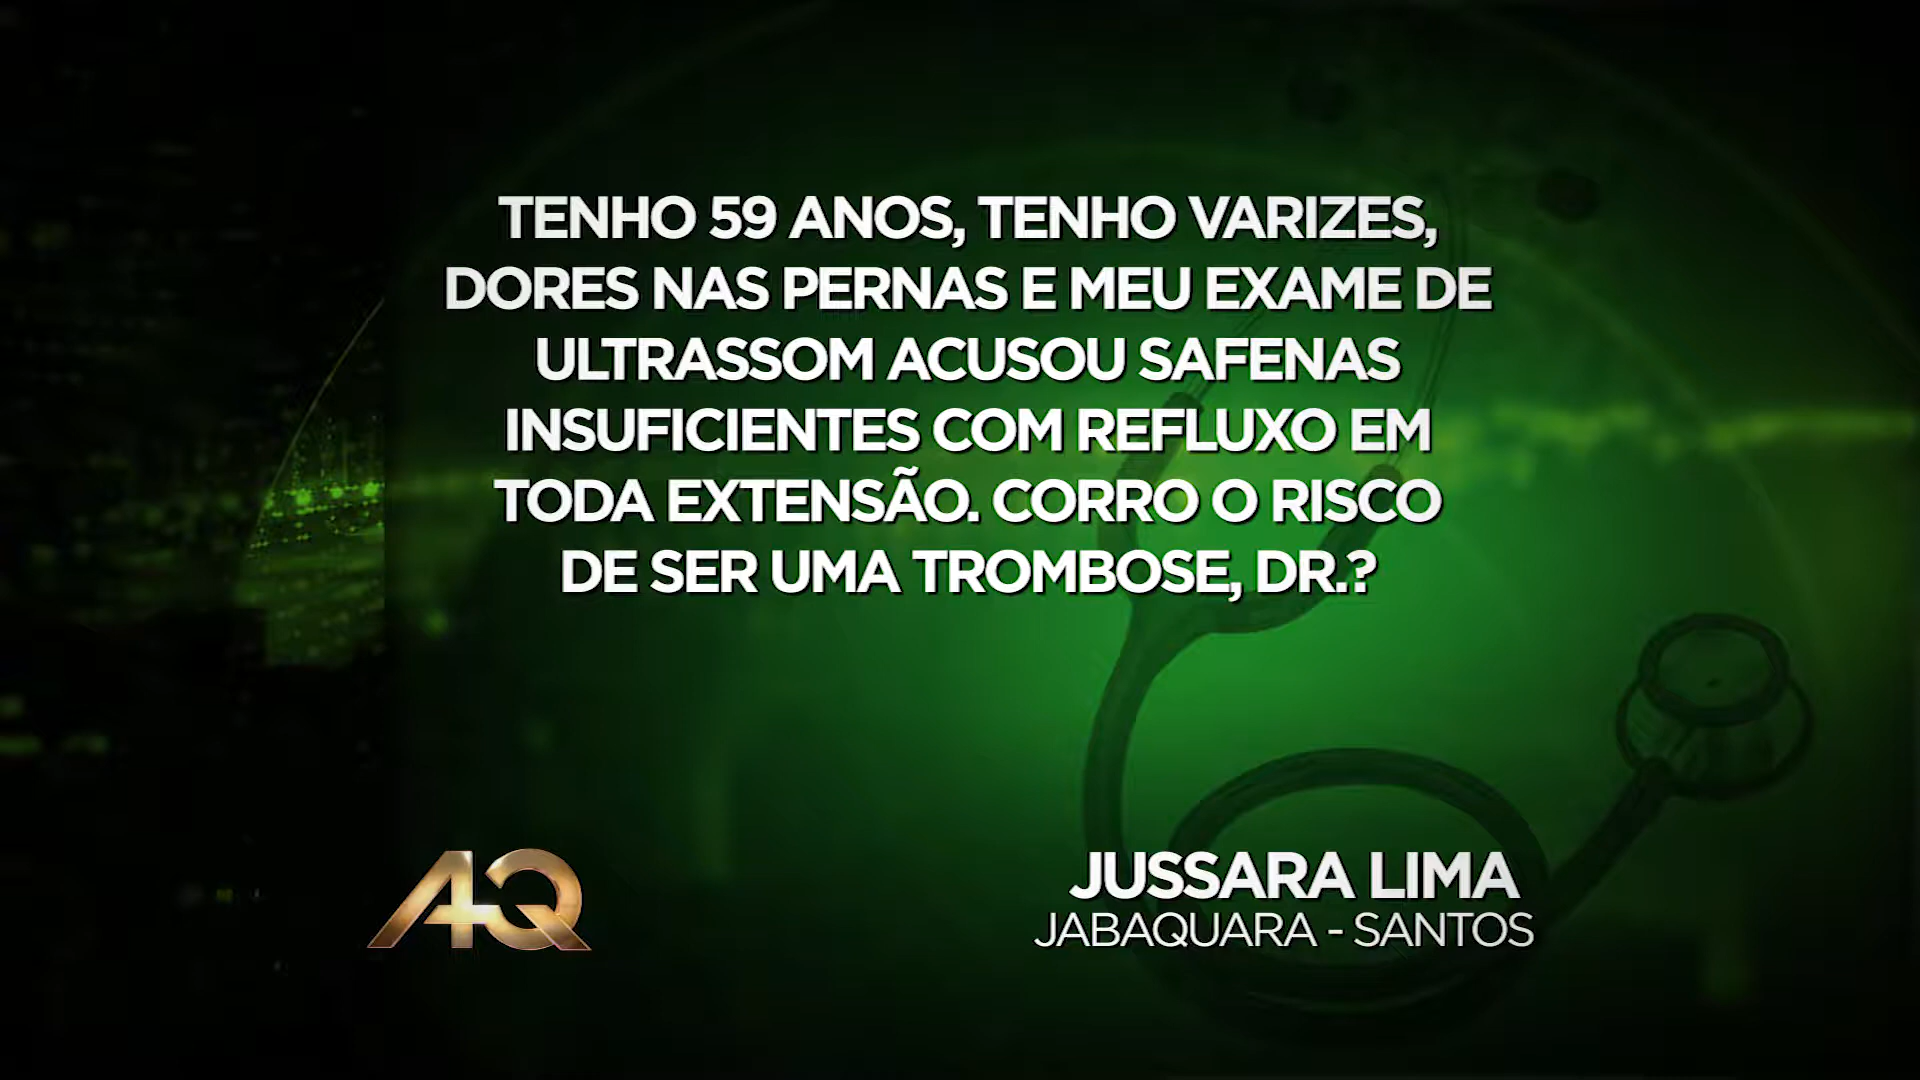 TENHO 59 ANOS, TENHO VARIZES,
DORES NAS PERNAS E MEU EXAME DE
ULTRASSOM ACUSOU SAFENAS
INSUFICIENTES COM REFLUXO EM
TODA EXTENSÃO. CORRO O RISCO
DE SER UMA TROMBOSE, DR.?
JUSSARA LIMA
JABAQUARA - SANTOS
AQ